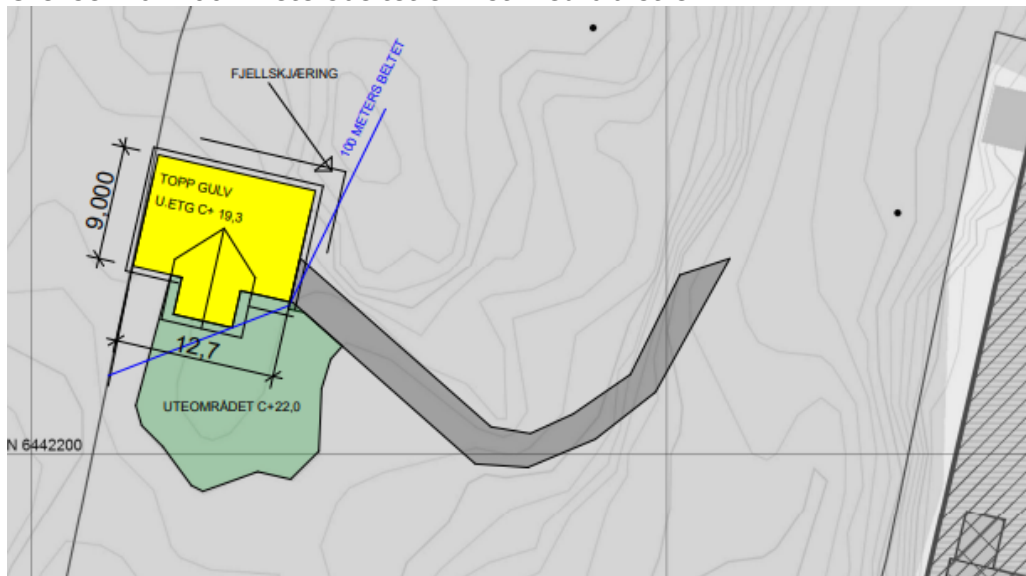 FJELLSKJÆRING
100 METERS BELTET
TOPP GULV
U.ETG C+ 19,3
9,000
12,7
UTEOMRÅDET C+22,0
N 6442200